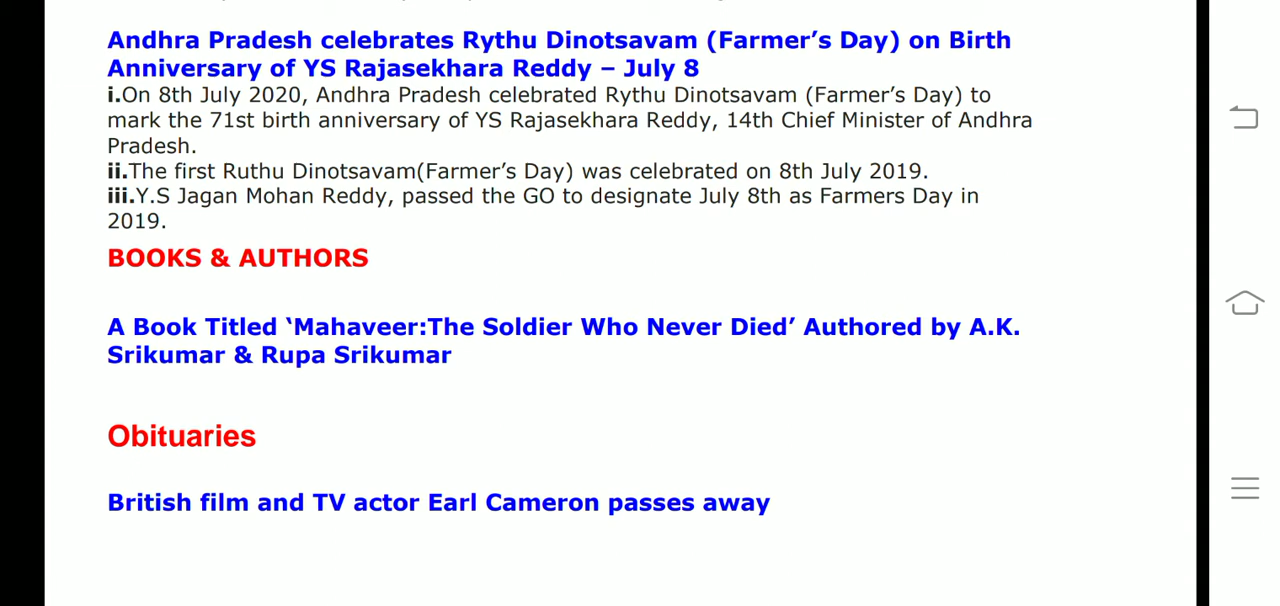 Andhra Pradesh celebrates Rythu Dinotsavam (Farmer’s Day) on Birth
Anniversary of YS Rajasekhara Reddy – July 8
i.On 8th July 2020, Andhra Pradesh celebrated Rythu Dinotsavam (Farmer’s Day) to
mark the 71st birth anniversary of YS Rajasekhara Reddy, 14th Chief Minister of Andhra
Pradesh.
ii.The first Ruthu Dinotsavam(Farmer’s Day) was celebrated on 8th July 2019.
iii.Y.S Jagan Mohan Reddy, passed the GO to designate July 8th as Farmers Day in
2019.
BOOKS & AUTHORS
A Book Titled ‘Mahaveer:The Soldier Who Never Died’ Authored by A.K.
Srikumar & Rupa Srikumar
Obituaries
British film and TV actor Earl Cameron passes away